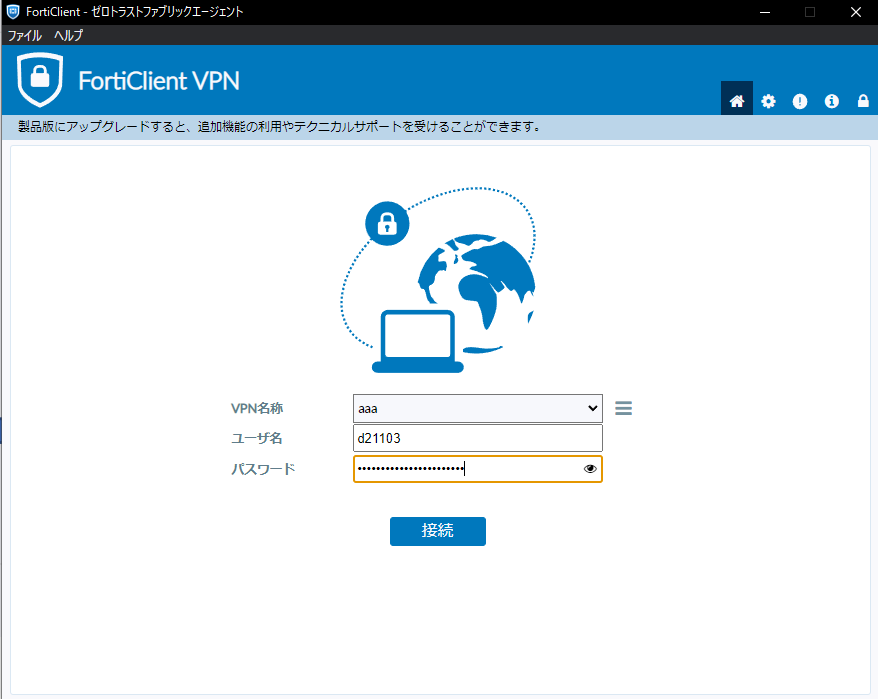 FortiClient - ゼロトラストファブリックエージェント
ファイル ヘルプ
FortiClient VPN
製品版にアップグレードすると、追加機能の利用やテクニカルサポートを受けることができます。
VPN名称 aaa
ユーザ名 d21103
パスワード •••••••••••••••••••••••
接続